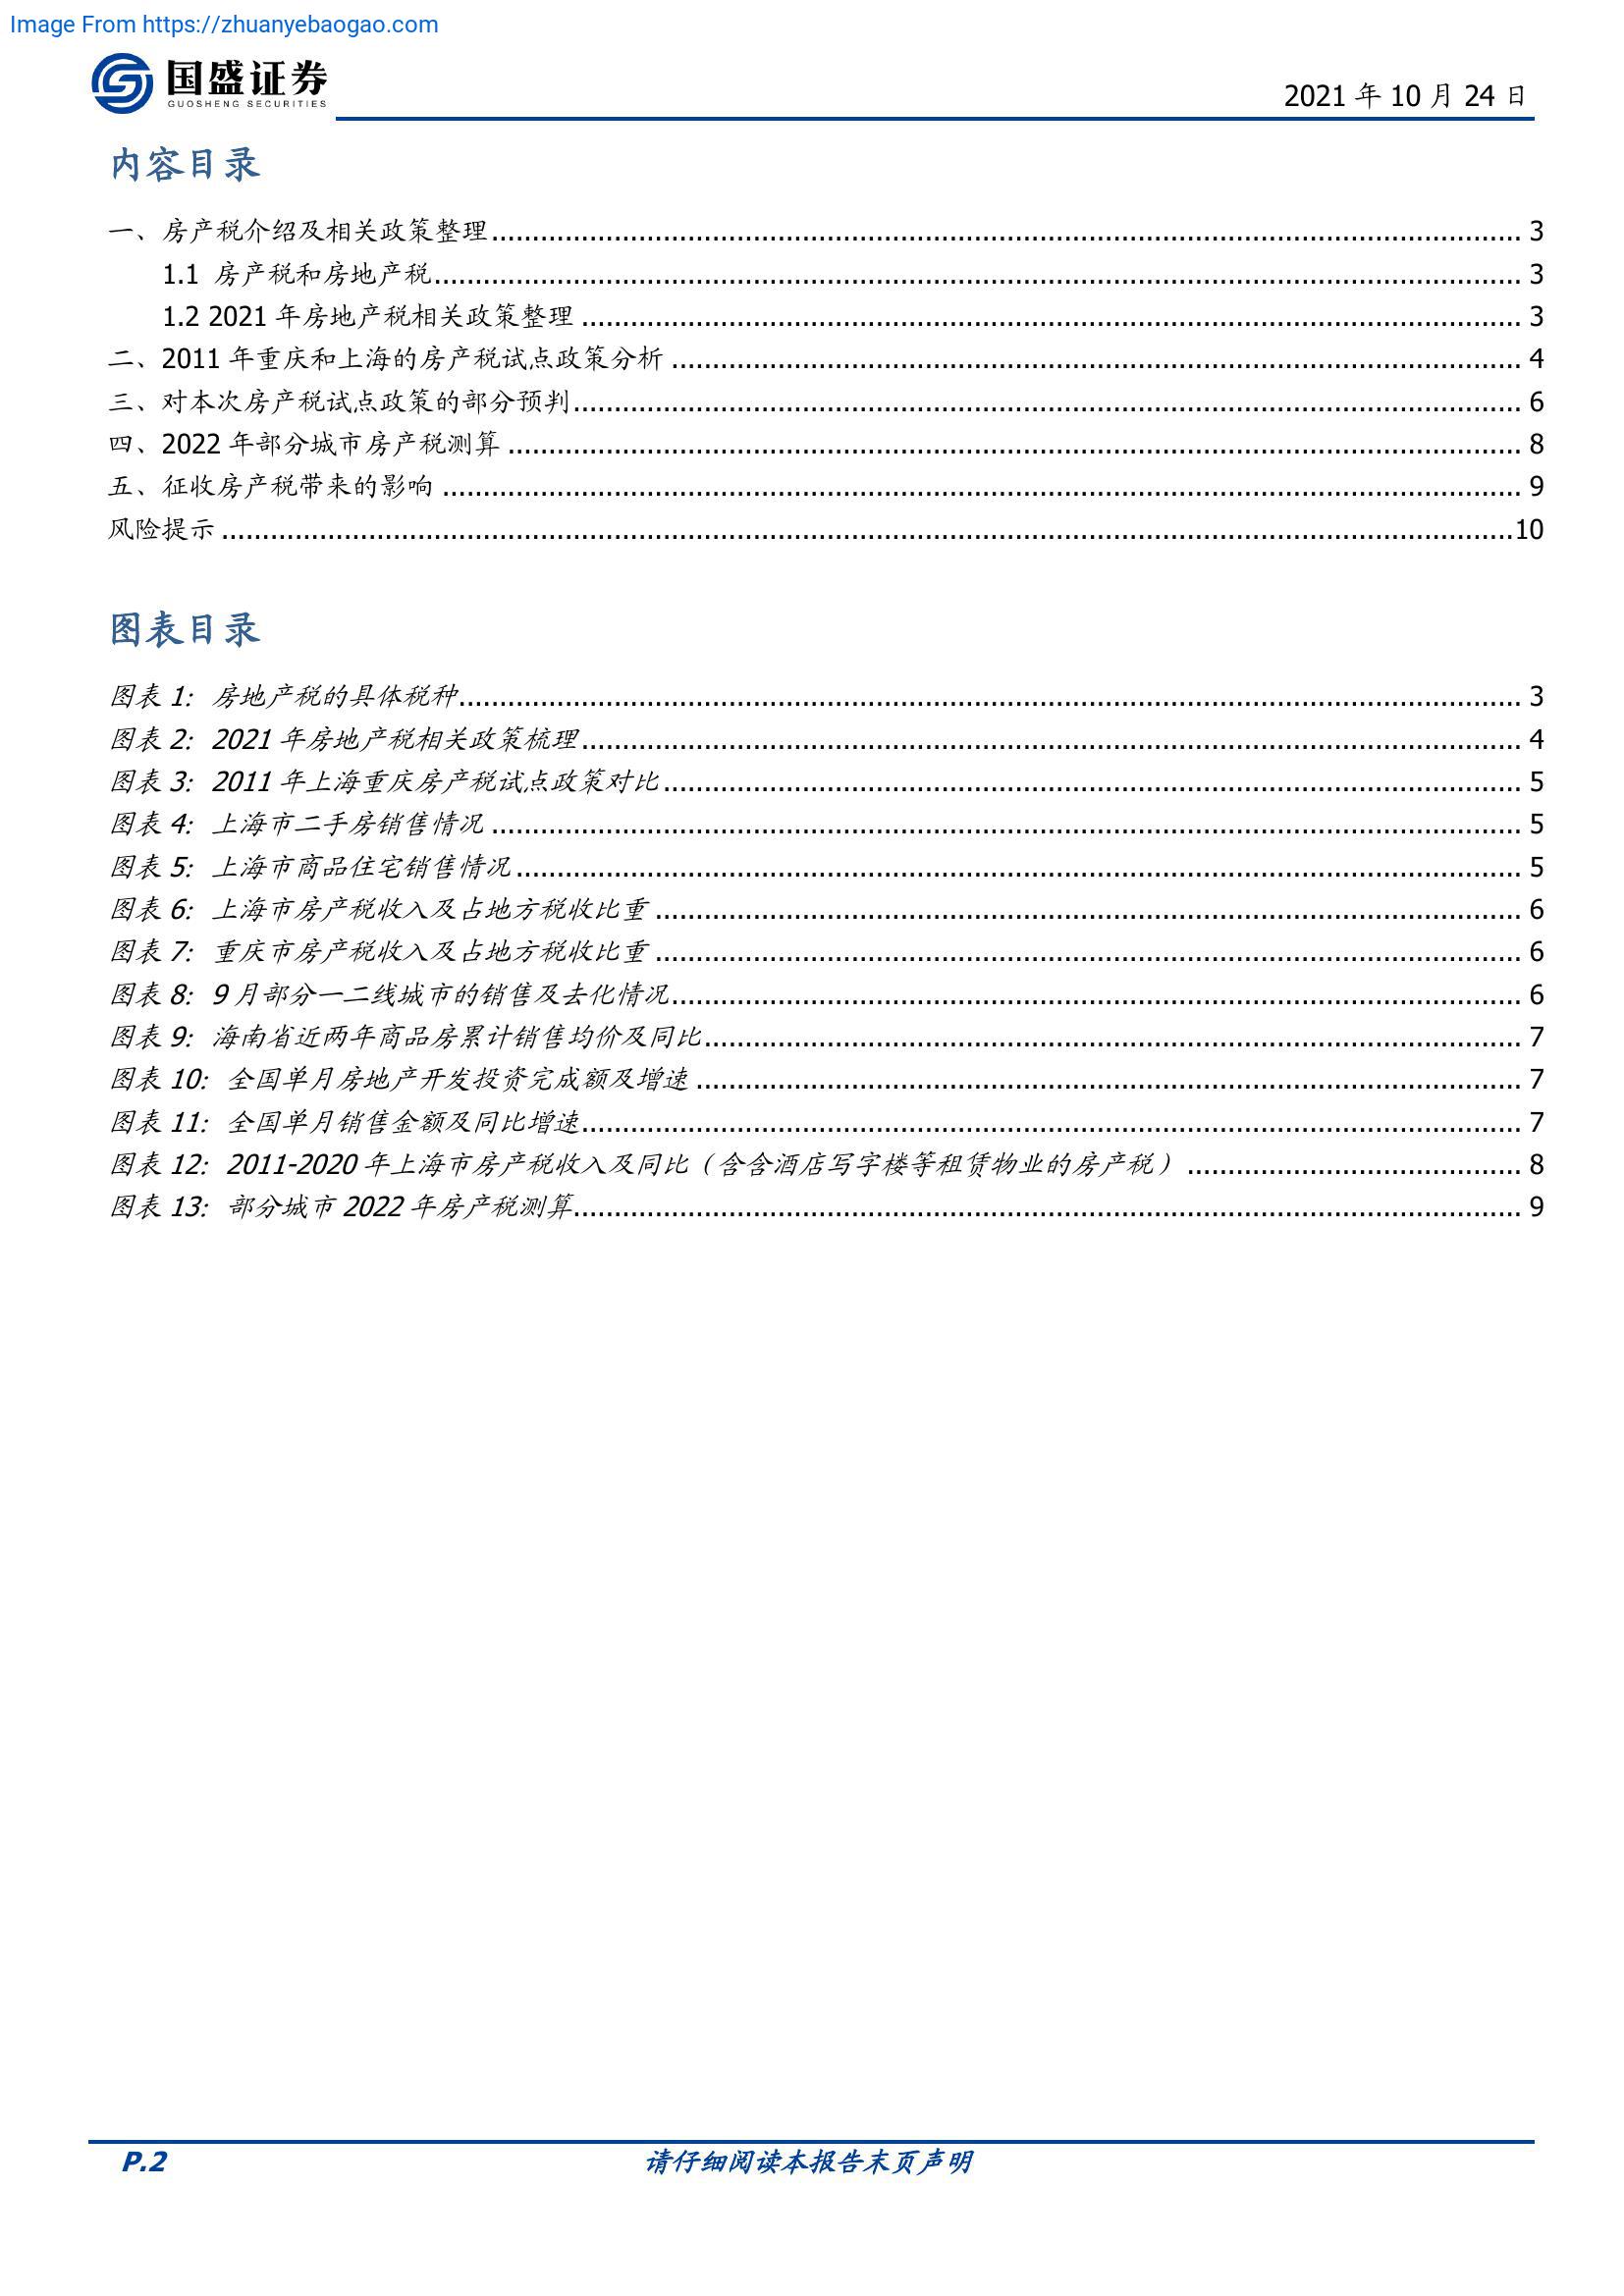 Image From https://zhuanyebaogao.com
国盛证券
GUOSHENG SECURITIES
2021 年 10 月 24 日
内容目录
一、房产税介绍及相关政策整理 3
1.1 房产税和房地产税 3
1.2 2021 年房地产税相关政策整理 3
二、2011 年重庆和上海的房产税试点政策分析 4
三、对本次房产税试点政策的部分预判 6
四、2022 年部分城市房产税测算 8
五、征收房产税带来的影响 9
风险提示 10
图表目录
图表 1: 房地产税的具体税种 3
图表 2: 2021 年房地产税相关政策梳理 4
图表 3: 2011 年上海重庆房产税试点政策对比 5
图表 4: 上海市二手房销售情况 5
图表 5: 上海市商品住宅销售情况 5
图表 6: 上海市房产税收入及占地方税收比重 6
图表 7: 重庆市房产税收入及占地方税收比重 6
图表 8: 9 月部分一二线城市的销售及去化情况 6
图表 9: 海南省近两年商品房累计销售均价及同比 7
图表 10: 全国单月房地产开发投资完成额及增速 7
图表 11: 全国单月销售金额及同比增速 7
图表 12: 2011-2020 年上海市房产税收入及同比（含含酒店写字楼等租赁物业的房产税） 8
图表 13: 部分城市 2022 年房产税测算 9
P.2
请仔细阅读本报告末页声明